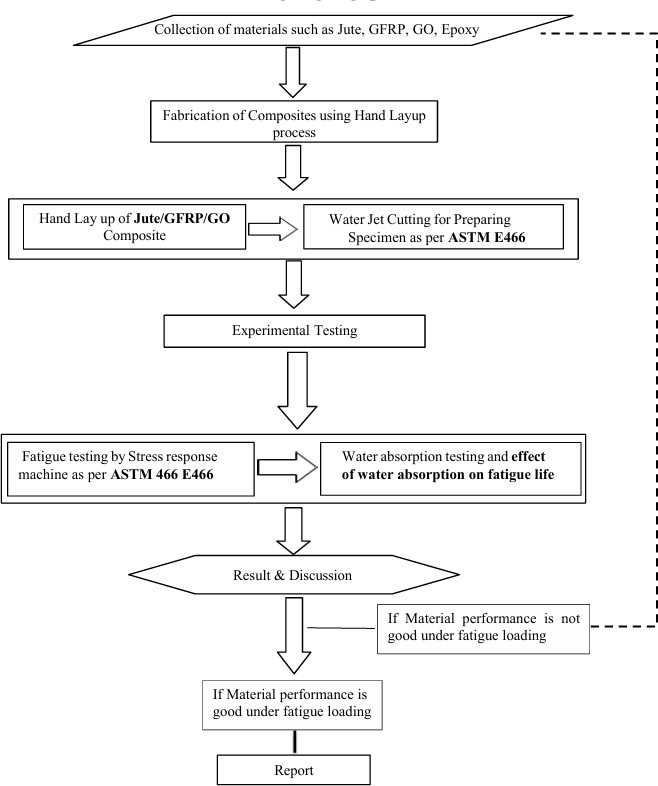 Collection of materials such as Jute, GFRP, GO, Epoxy
Fabrication of Composites using Hand Layup
process
Hand Lay up of Jute/GFRP/GO
Composite
Water Jet Cutting for Preparing
Specimen as per ASTM E466
Experimental Testing
Fatigue testing by Stress response
machine as per ASTM 466 E466
Water absorption testing and effect
of water absorption on fatigue life
Result & Discussion
If Material performance is not
good under fatigue loading
If Material performance is
good under fatigue loading
Report